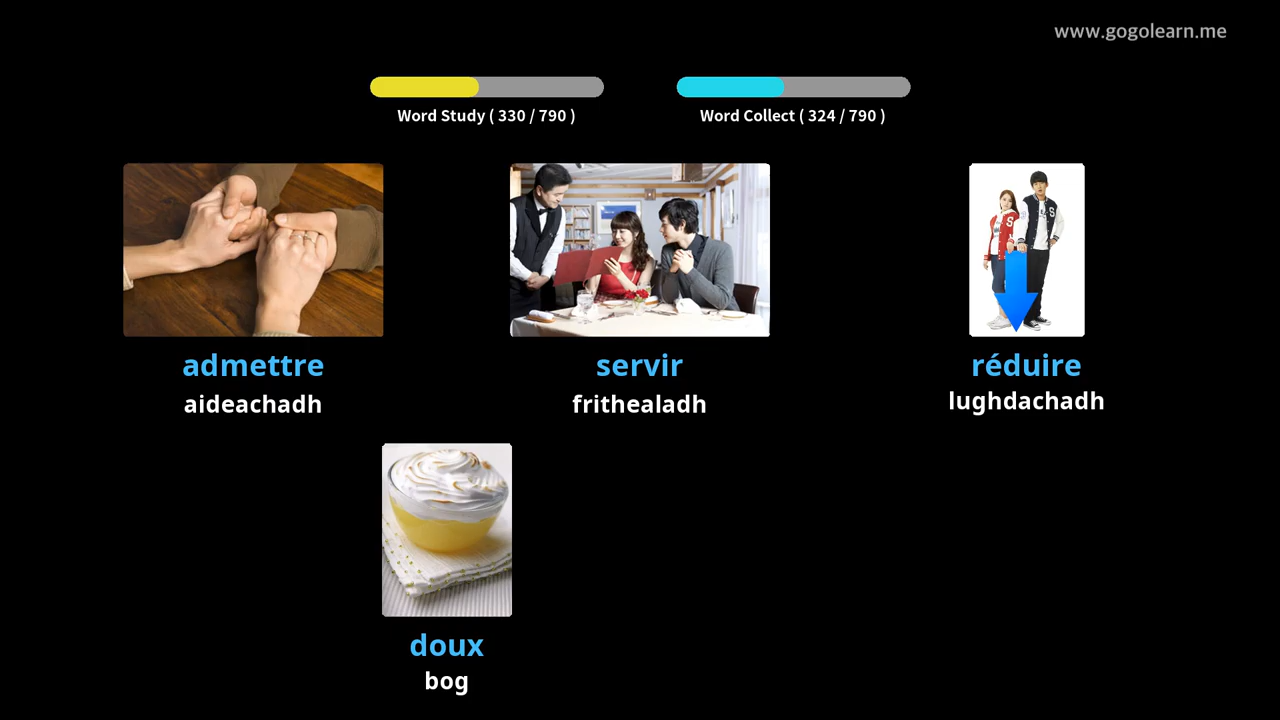 www.gogolearn.me
Word Study ( 330 / 790 )
Word Collect ( 324 / 790 )
admettre
aideachadh
servir
frithealadh
réduire
lughdachadh
doux
bog